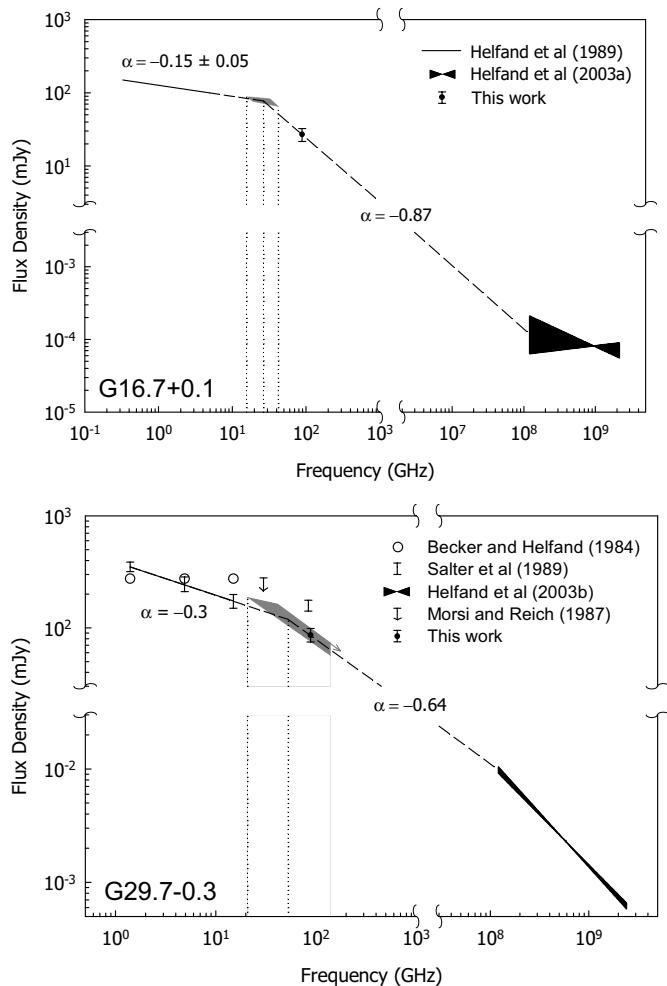 10³
α = −0.15 ± 0.05
Helfand et al (1989)
Helfand et al (2003a)
This work
10²
10¹
α = −0.87
Flux Density (mJy)
10⁻³
10⁻⁴
G16.7+0.1
10⁻⁵
10⁻¹ 10⁰ 10¹ 10² 10³ 10⁷ 10⁸ 10⁹
Frequency (GHz)
10³
Becker and Helfand (1984)
Salter et al (1989)
Helfand et al (2003b)
Morsi and Reich (1987)
This work
α = −0.3
10²
α = −0.64
Flux Density (mJy)
10⁻²
10⁻³
G29.7-0.3
10⁰ 10¹ 10² 10³ 10⁸ 10⁹
Frequency (GHz)